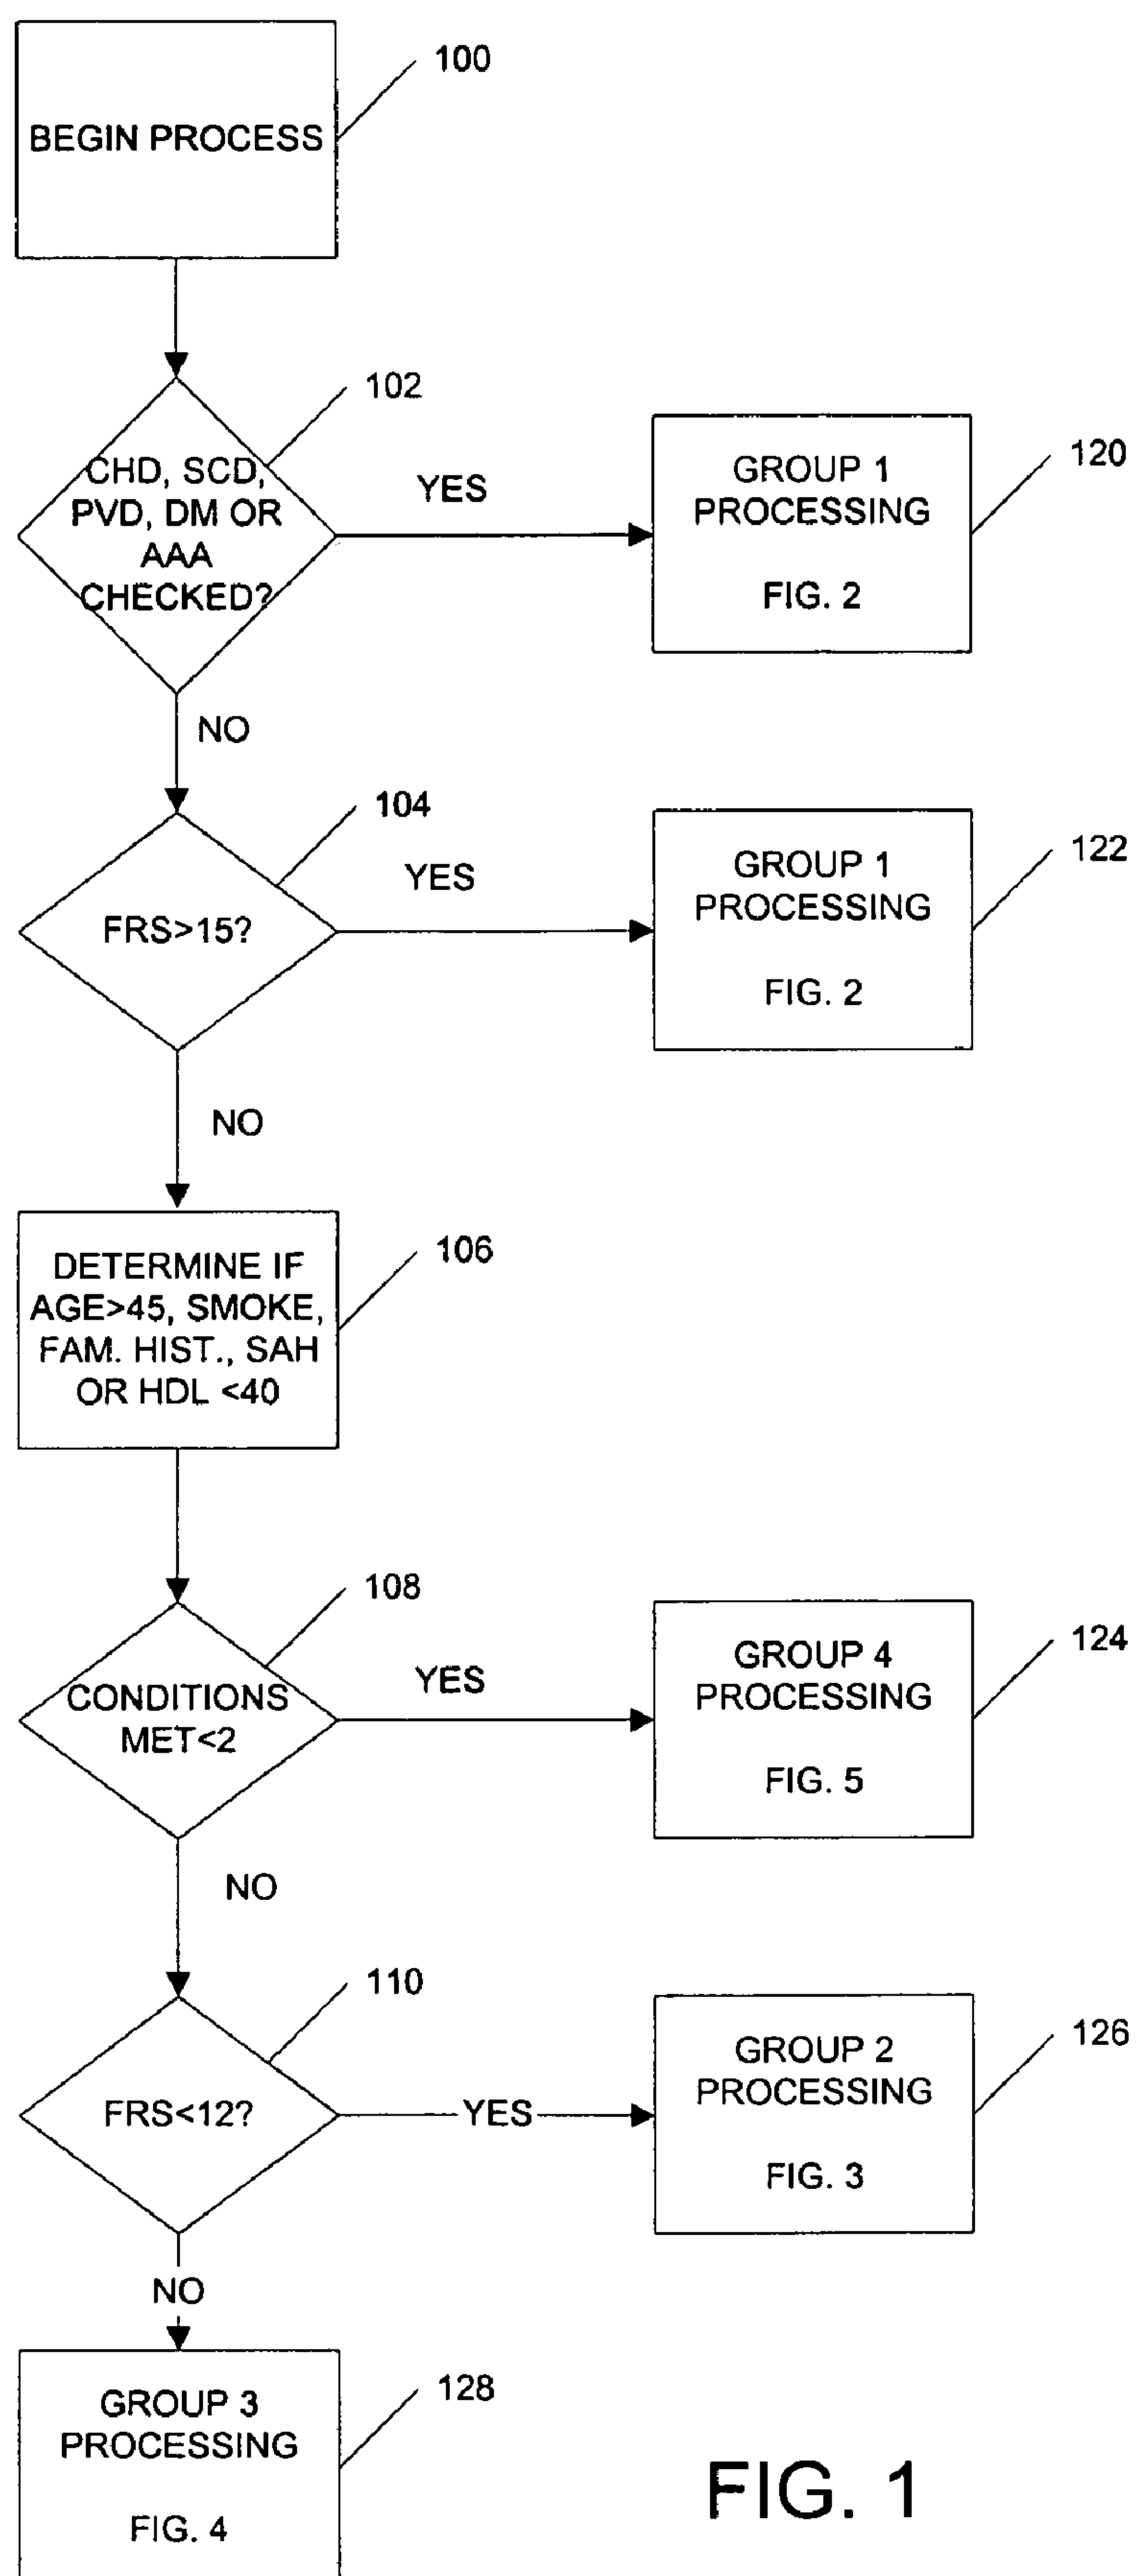 100
BEGIN PROCESS
102
CHD, SCD,
PVD, DM OR
AAA
CHECKED?
YES
GROUP 1
PROCESSING
FIG. 2
120
NO
104
FRS>15?
YES
GROUP 1
PROCESSING
FIG. 2
122
NO
106
DETERMINE IF
AGE>45, SMOKE,
FAM. HIST., SAH
OR HDL <40
108
CONDITIONS
MET<2
YES
GROUP 4
PROCESSING
FIG. 5
124
NO
110
FRS<12?
YES
GROUP 2
PROCESSING
FIG. 3
126
NO
GROUP 3
PROCESSING
FIG. 4
128
FIG. 1